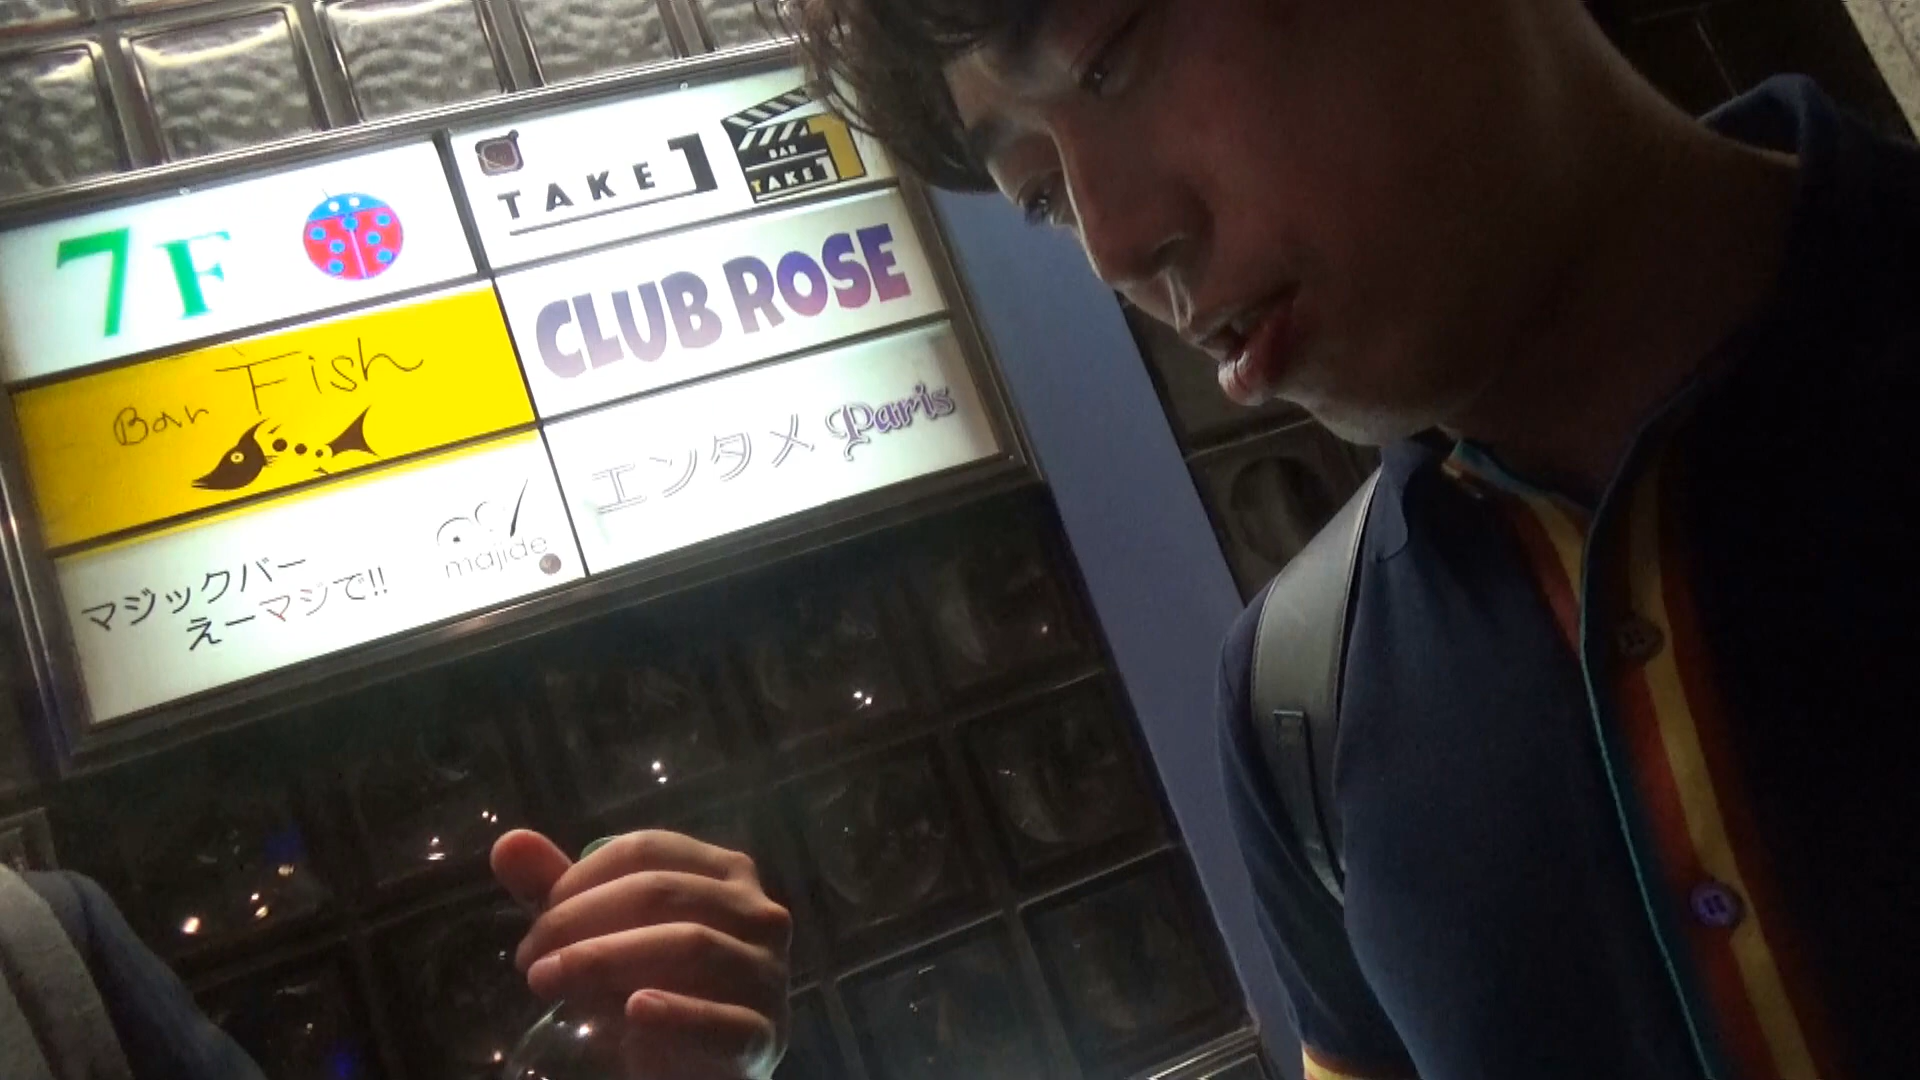 7F
Bar Fish
マジックバー
えーマジで!!
majide
TAKE 1
BAR
TAKE 1
CLUB ROSE
エンタメ Paris